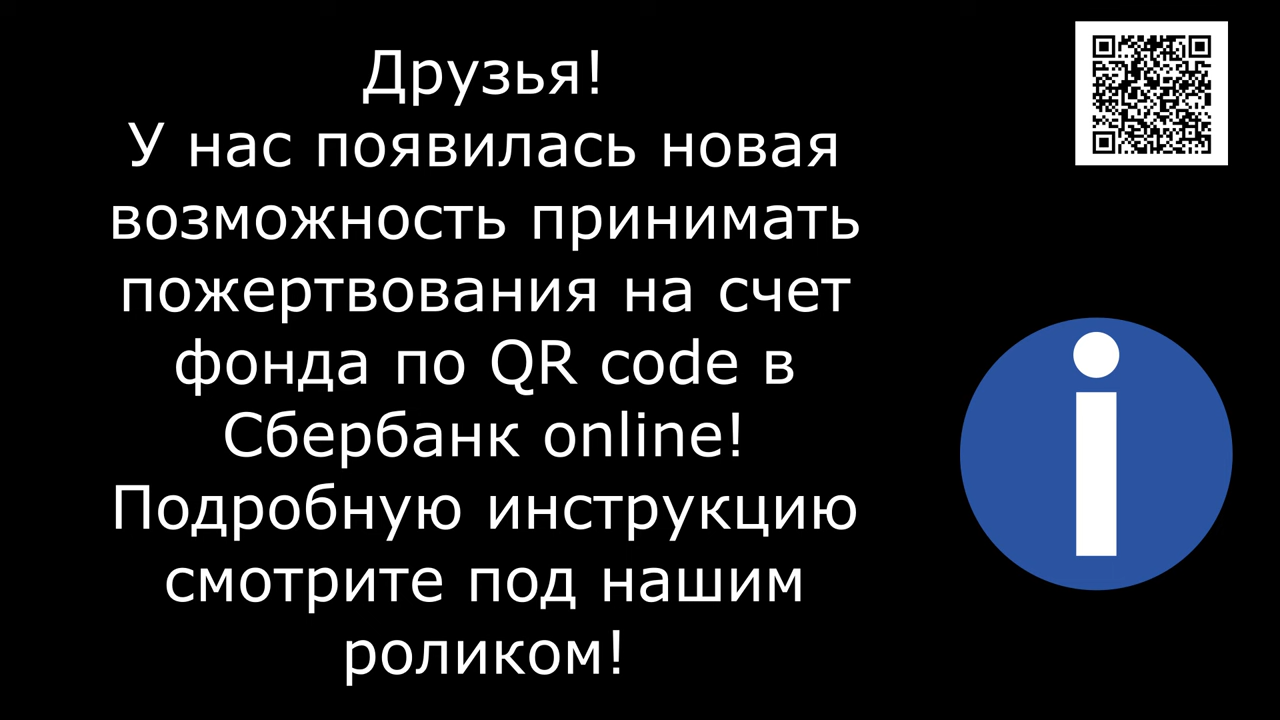 Друзья!
У нас появилась новая
возможность принимать
пожертвования на счет
фонда по QR code в
Сбербанк online!
Подробную инструкцию
смотрите под нашим
роликом!